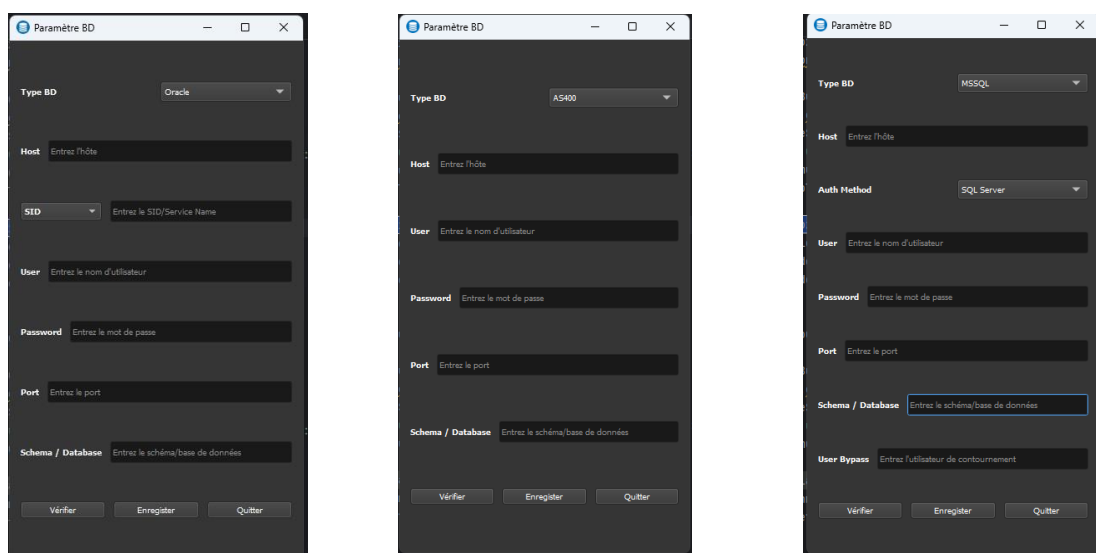 Paramètre BD
Type BD Oracle
Host Entrez l'hôte
SID Entrez le SID/Service Name
User Entrez le nom d'utilisateur
Password Entrez le mot de passe
Port Entrez le port
Schema / Database Entrez le schéma/base de données
Vérifier Enregister Quitter
Paramètre BD
Type BD AS400
Host Entrez l'hôte
User Entrez le nom d'utilisateur
Password Entrez le mot de passe
Port Entrez le port
Schema / Database Entrez le schéma/base de données
Vérifier Enregister Quitter
Paramètre BD
Type BD MSSQL
Host Entrez l'hôte
Auth Method SQL Server
User Entrez le nom d'utilisateur
Password Entrez le mot de passe
Port Entrez le port
Schema / Database Entrez le schéma/base de données
User Bypass Entrez l'utilisateur de contournement
Vérifier Enregister Quitter